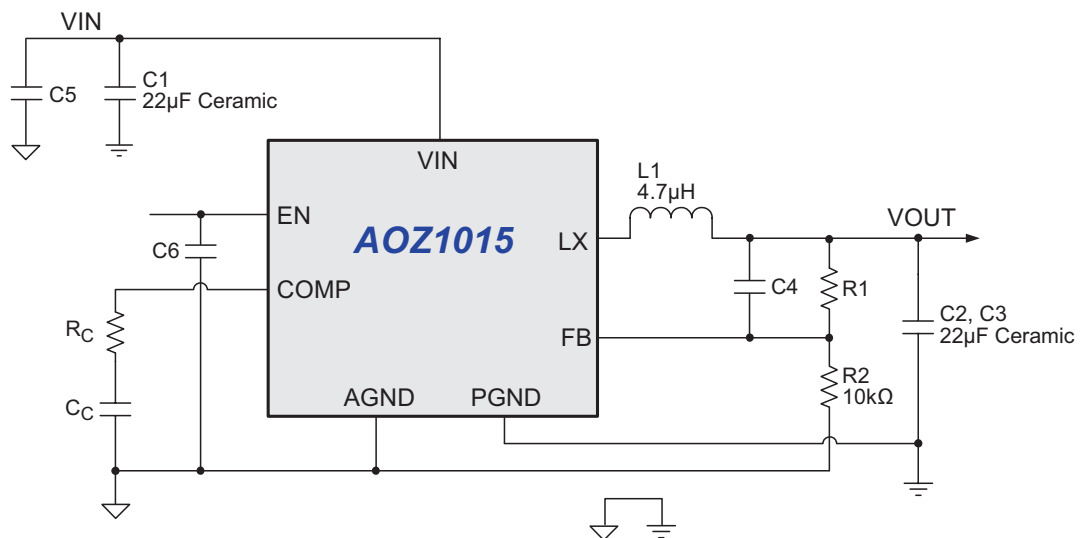 VIN
C5
C1
22µF Ceramic
VIN
L1
4.7µH
EN
AOZ1015
LX
VOUT
C6
COMP
C4
R1
RC
FB
C2, C3
22µF Ceramic
R2
10kΩ
CC
AGND
PGND